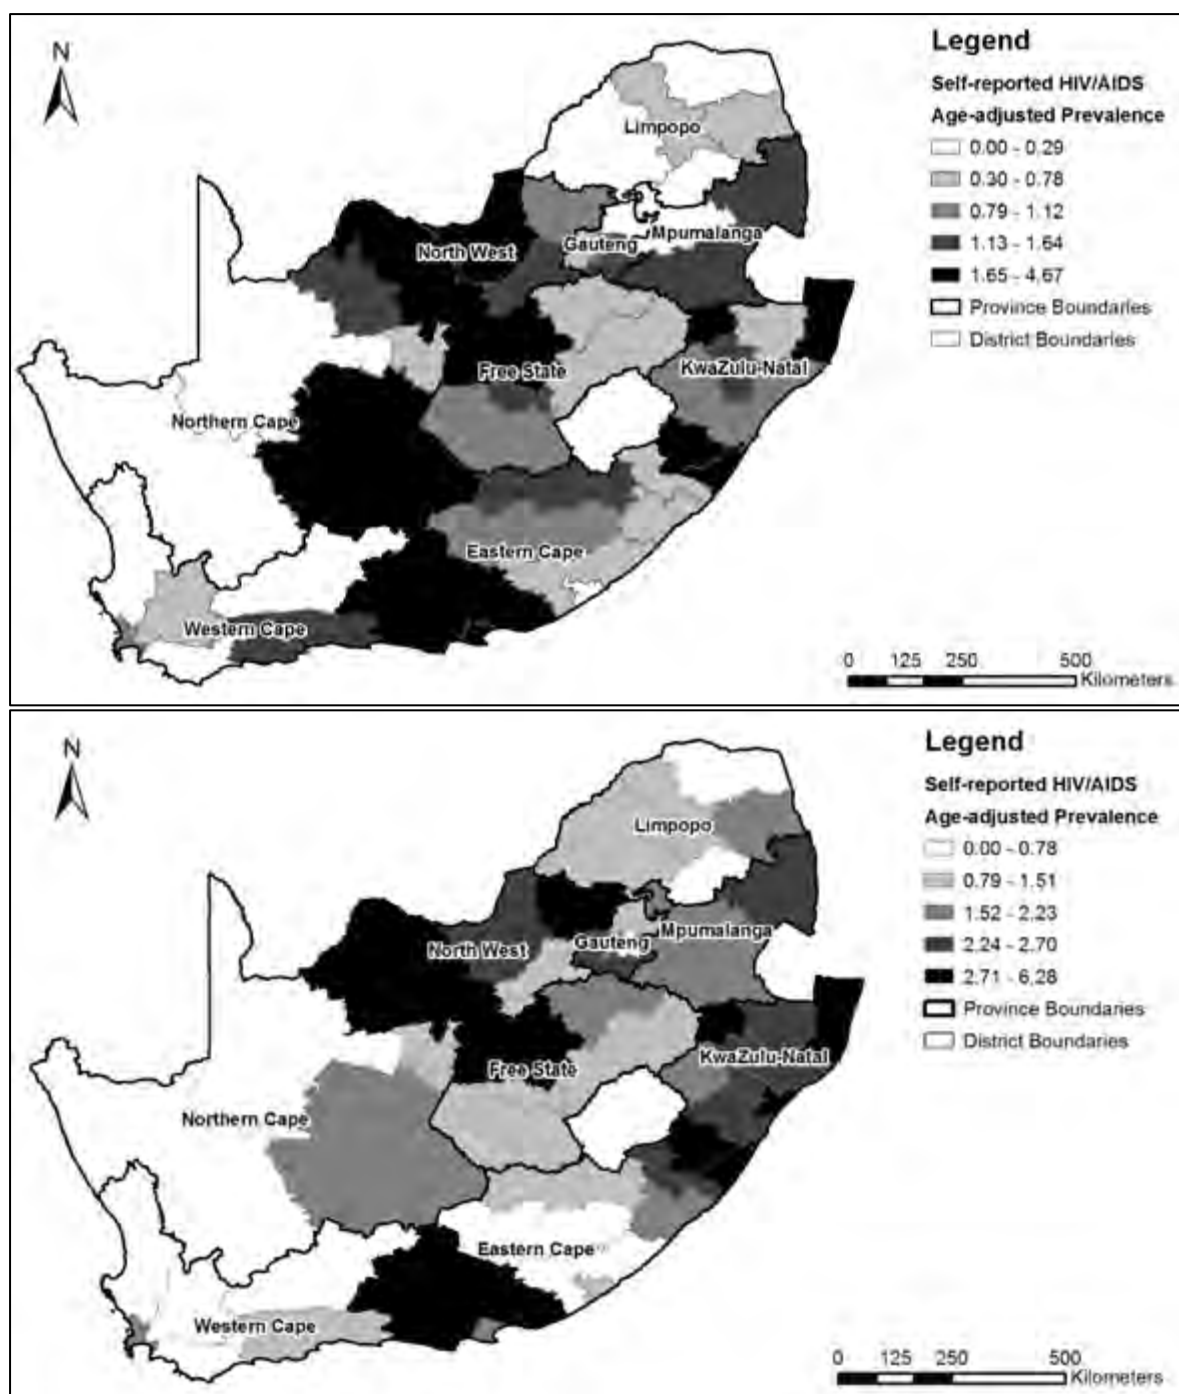 N
Legend
Self-reported HIV/AIDS
Age-adjusted Prevalence
0.00 - 0.29
0.30 - 0.78
0.79 - 1.12
1.13 - 1.64
1.65 - 4.67
Province Boundaries
District Boundaries
Limpopo
North West
Gauteng
Mpumalanga
Free State
KwaZulu-Natal
Northern Cape
Eastern Cape
Western Cape
0 125 250 500
Kilometers
N
Legend
Self-reported HIV/AIDS
Age-adjusted Prevalence
0.00 - 0.78
0.79 - 1.51
1.52 - 2.23
2.24 - 2.70
2.71 - 6.28
Province Boundaries
District Boundaries
Limpopo
North West
Gauteng
Mpumalanga
Free State
KwaZulu-Natal
Northern Cape
Eastern Cape
Western Cape
0 125 250 500
Kilometers